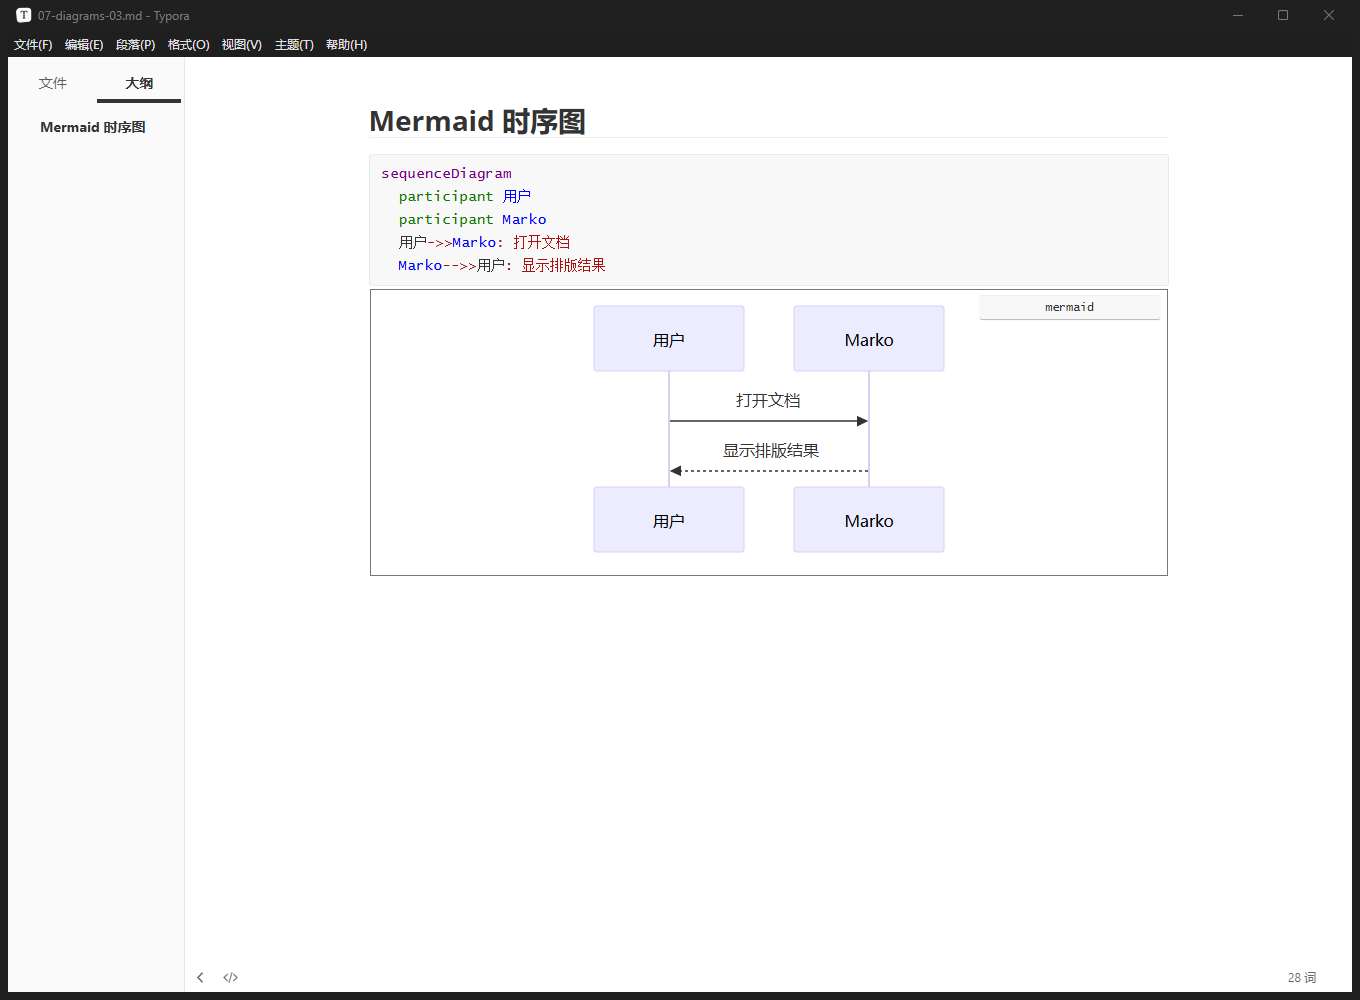 T 07-diagrams-03.md - Typora
文件(F) 编辑(E) 段落(P) 格式(O) 视图(V) 主题(T) 帮助(H)
文件 大纲
Mermaid 时序图
Mermaid 时序图
sequenceDiagram
participant 用户
participant Marko
用户->>Marko: 打开文档
Marko-->>用户: 显示排版结果
mermaid
用户 Marko
打开文档
显示排版结果
用户 Marko
</> 28 词